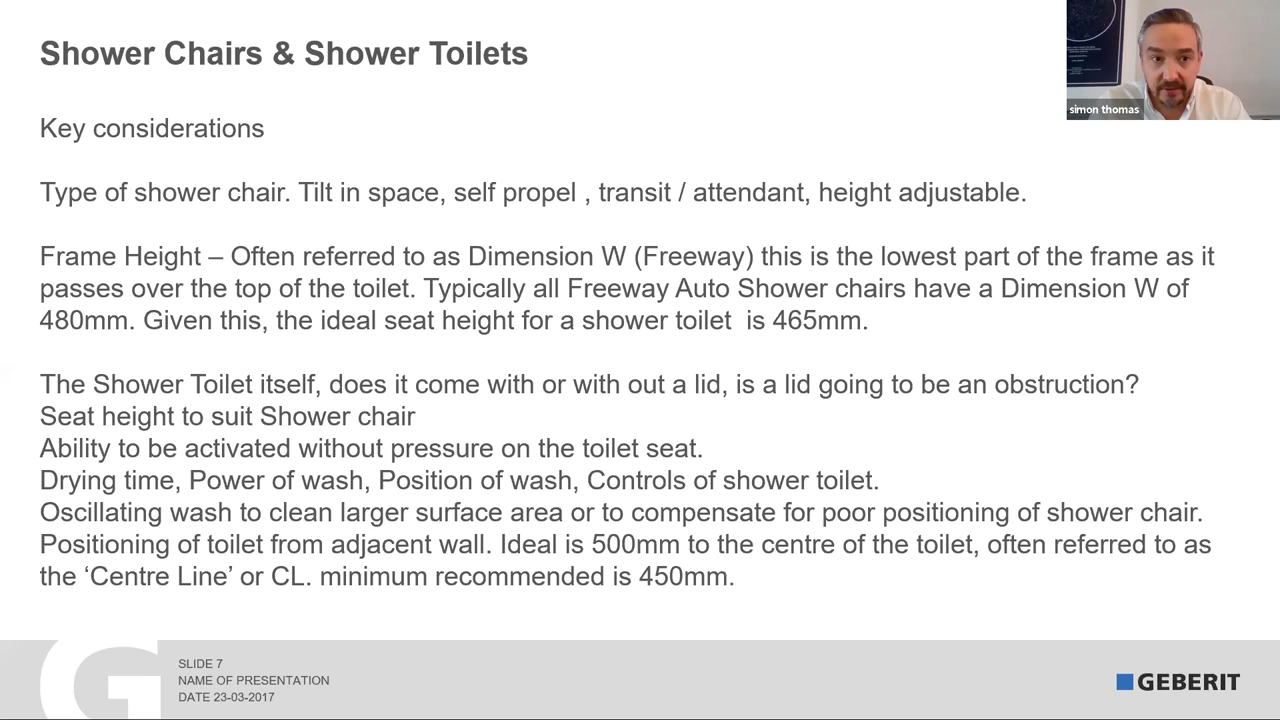 Shower Chairs & Shower Toilets
simon thomas
Key considerations
Type of shower chair. Tilt in space, self propel , transit / attendant, height adjustable.
Frame Height – Often referred to as Dimension W (Freeway) this is the lowest part of the frame as it
passes over the top of the toilet. Typically all Freeway Auto Shower chairs have a Dimension W of
480mm. Given this, the ideal seat height for a shower toilet  is 465mm.
The Shower Toilet itself, does it come with or with out a lid, is a lid going to be an obstruction?
Seat height to suit Shower chair
Ability to be activated without pressure on the toilet seat.
Drying time, Power of wash, Position of wash, Controls of shower toilet.
Oscillating wash to clean larger surface area or to compensate for poor positioning of shower chair.
Positioning of toilet from adjacent wall. Ideal is 500mm to the centre of the toilet, often referred to as
the ‘Centre Line’ or CL. minimum recommended is 450mm.
SLIDE 7
NAME OF PRESENTATION
DATE 23-03-2017
GEBERIT